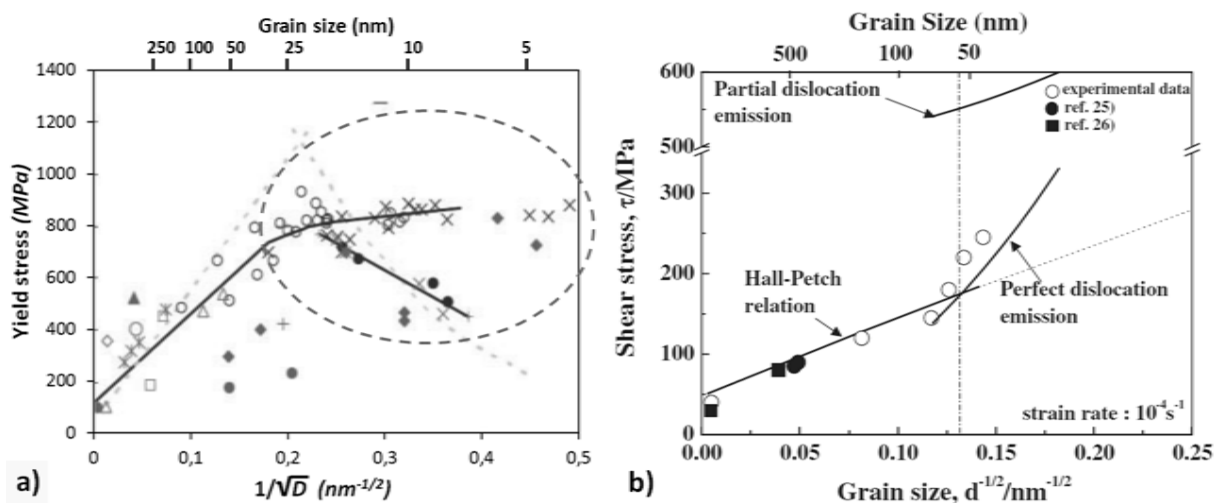 Grain size (nm)
250 100 50 25 10 5
1400
1200
1000
800
600
400
200
0
Yield stress (MPa)
0 0,1 0,2 0,3 0,4 0,5
1/√D (nm⁻¹/²)
a)
Grain Size (nm)
500 100 50
600
500
300
200
100
0
Shear stress, τ/MPa
Partial dislocation
emission
experimental data
ref. 25)
ref. 26)
Hall-Petch
relation
Perfect dislocation
emission
strain rate : 10⁻⁴s⁻¹
0.00 0.05 0.10 0.15 0.20 0.25
Grain size, d⁻¹/²/nm⁻¹/²
b)